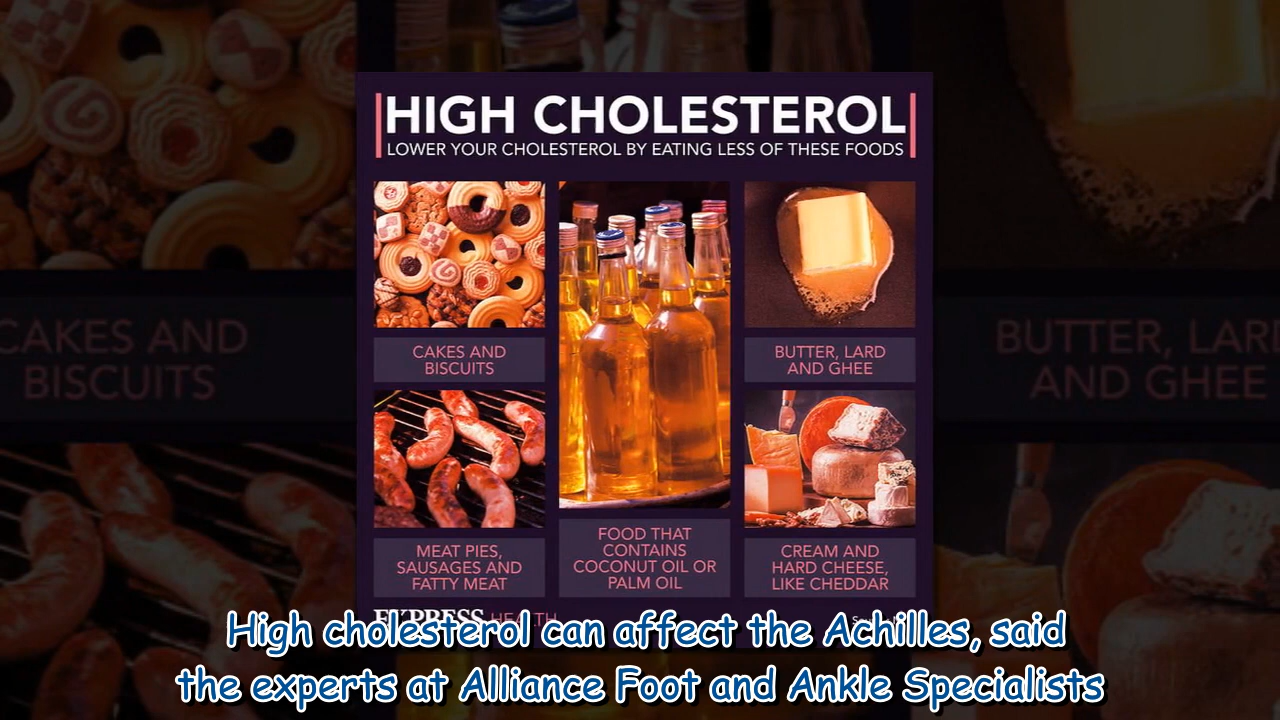 HIGH CHOLESTEROL
LOWER YOUR CHOLESTEROL BY EATING LESS OF THESE FOODS
CAKES AND
BISCUITS
BUTTER, LARD
AND GHEE
MEAT PIES,
SAUSAGES AND
FATTY MEAT
FOOD THAT
CONTAINS
COCONUT OIL OR
PALM OIL
CREAM AND
HARD CHEESE,
LIKE CHEDDAR
EXPRESS HEALTH
CAKES AND
BISCUITS
BUTTER, LARD
AND GHEE
High cholesterol can affect the Achilles, said
the experts at Alliance Foot and Ankle Specialists